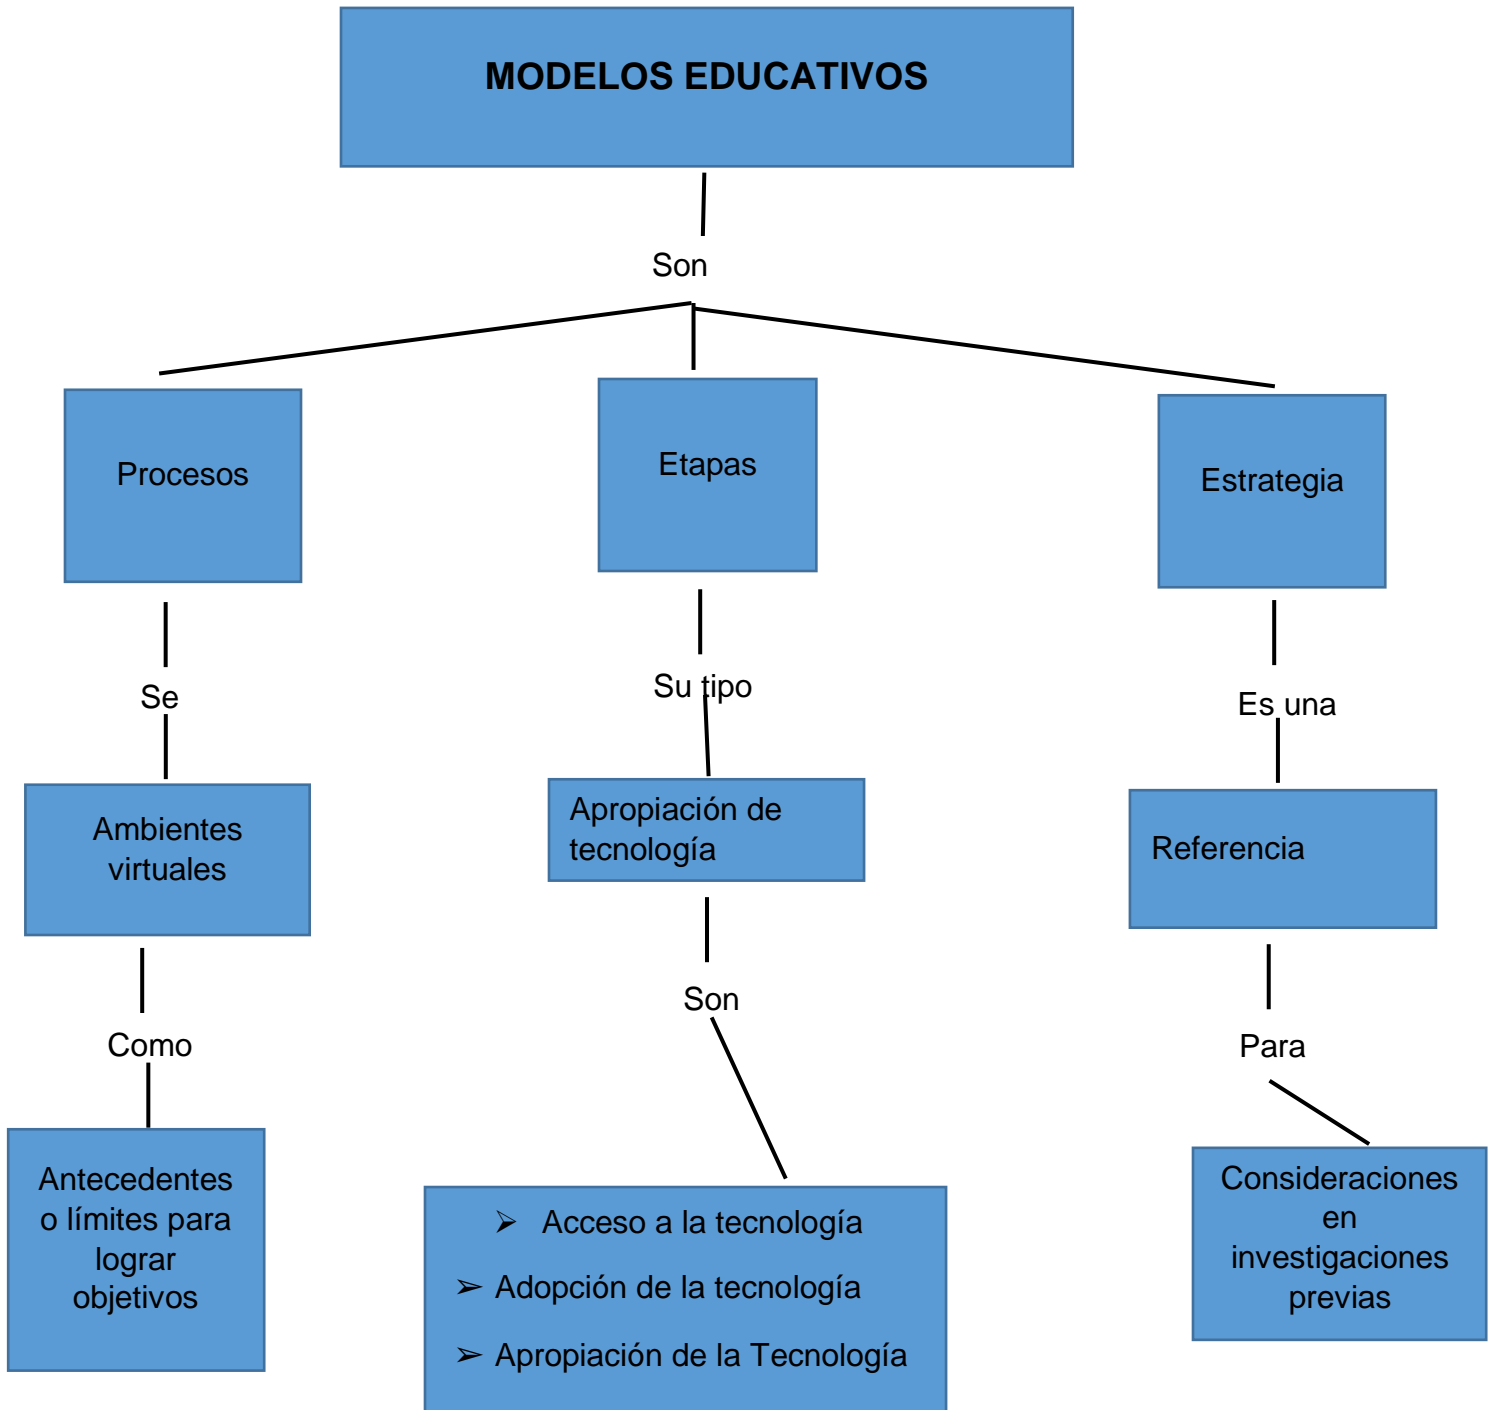 MODELOS EDUCATIVOS
Son
Procesos
Etapas
Estrategia
Se
Su tipo
Es una
Ambientes
virtuales
Apropiación de
tecnología
Referencia
Como
Son
Para
Antecedentes
o límites para
lograr
objetivos
➢ Acceso a la tecnología
➢ Adopción de la tecnología
➢ Apropiación de la Tecnología
Consideraciones
en
investigaciones
previas